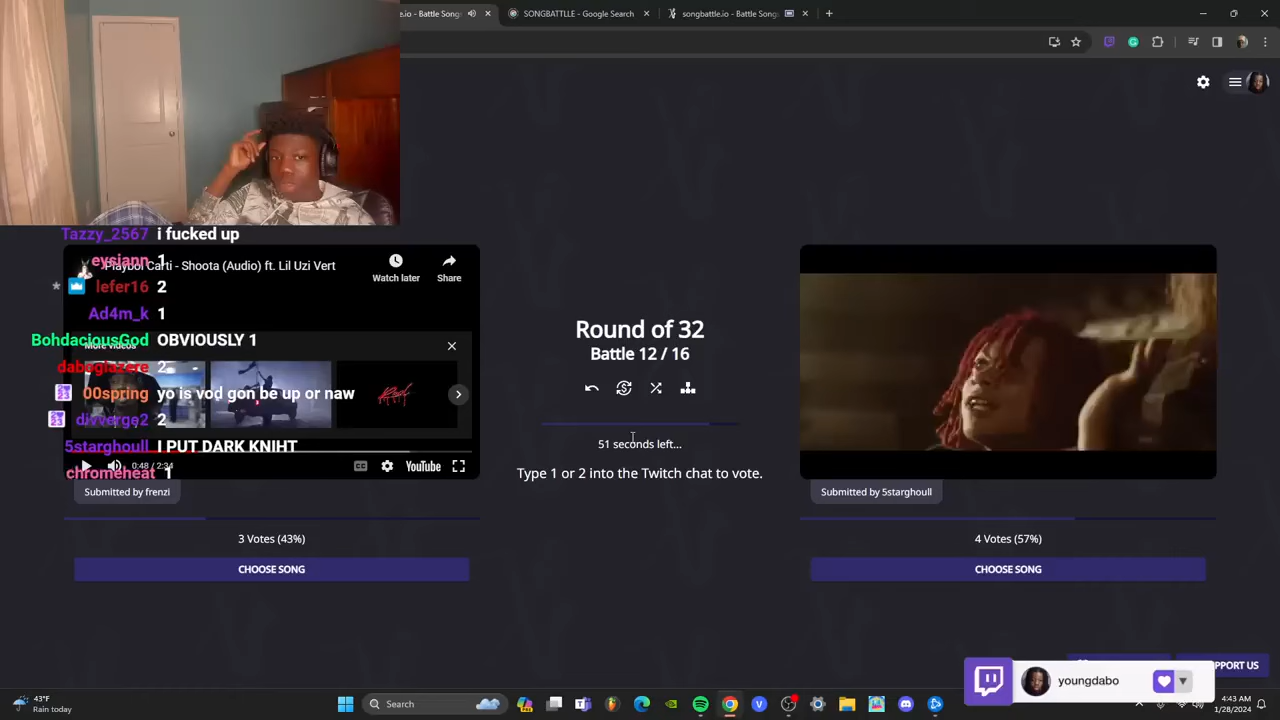 .io - Battle Song
SONGBATTLLE - Google Search
songbattle.io - Battle Song
Tazzy_2567 i fucked up
eysiann 1
lefer16 2
Ad4m_k 1
BohdaciousGod OBVIOUSLY 1
daboglazere 2
00spring yo is vod gon be up or naw
divverge2 2
5starghoull I PUT DARK KNIHT
chromeheat 1
Playboi Carti - Shoota (Audio) ft. Lil Uzi Vert
Watch later
Share
More videos
0:48 / 2:34
YouTube
Submitted by frenzi
3 Votes (43%)
CHOOSE SONG
Round of 32
Battle 12 / 16
51 seconds left...
Type 1 or 2 into the Twitch chat to vote.
Submitted by 5starghoull
4 Votes (57%)
CHOOSE SONG
PPORT US
youngdabo
43°F
Rain today
Search
4:43 AM
1/28/2024